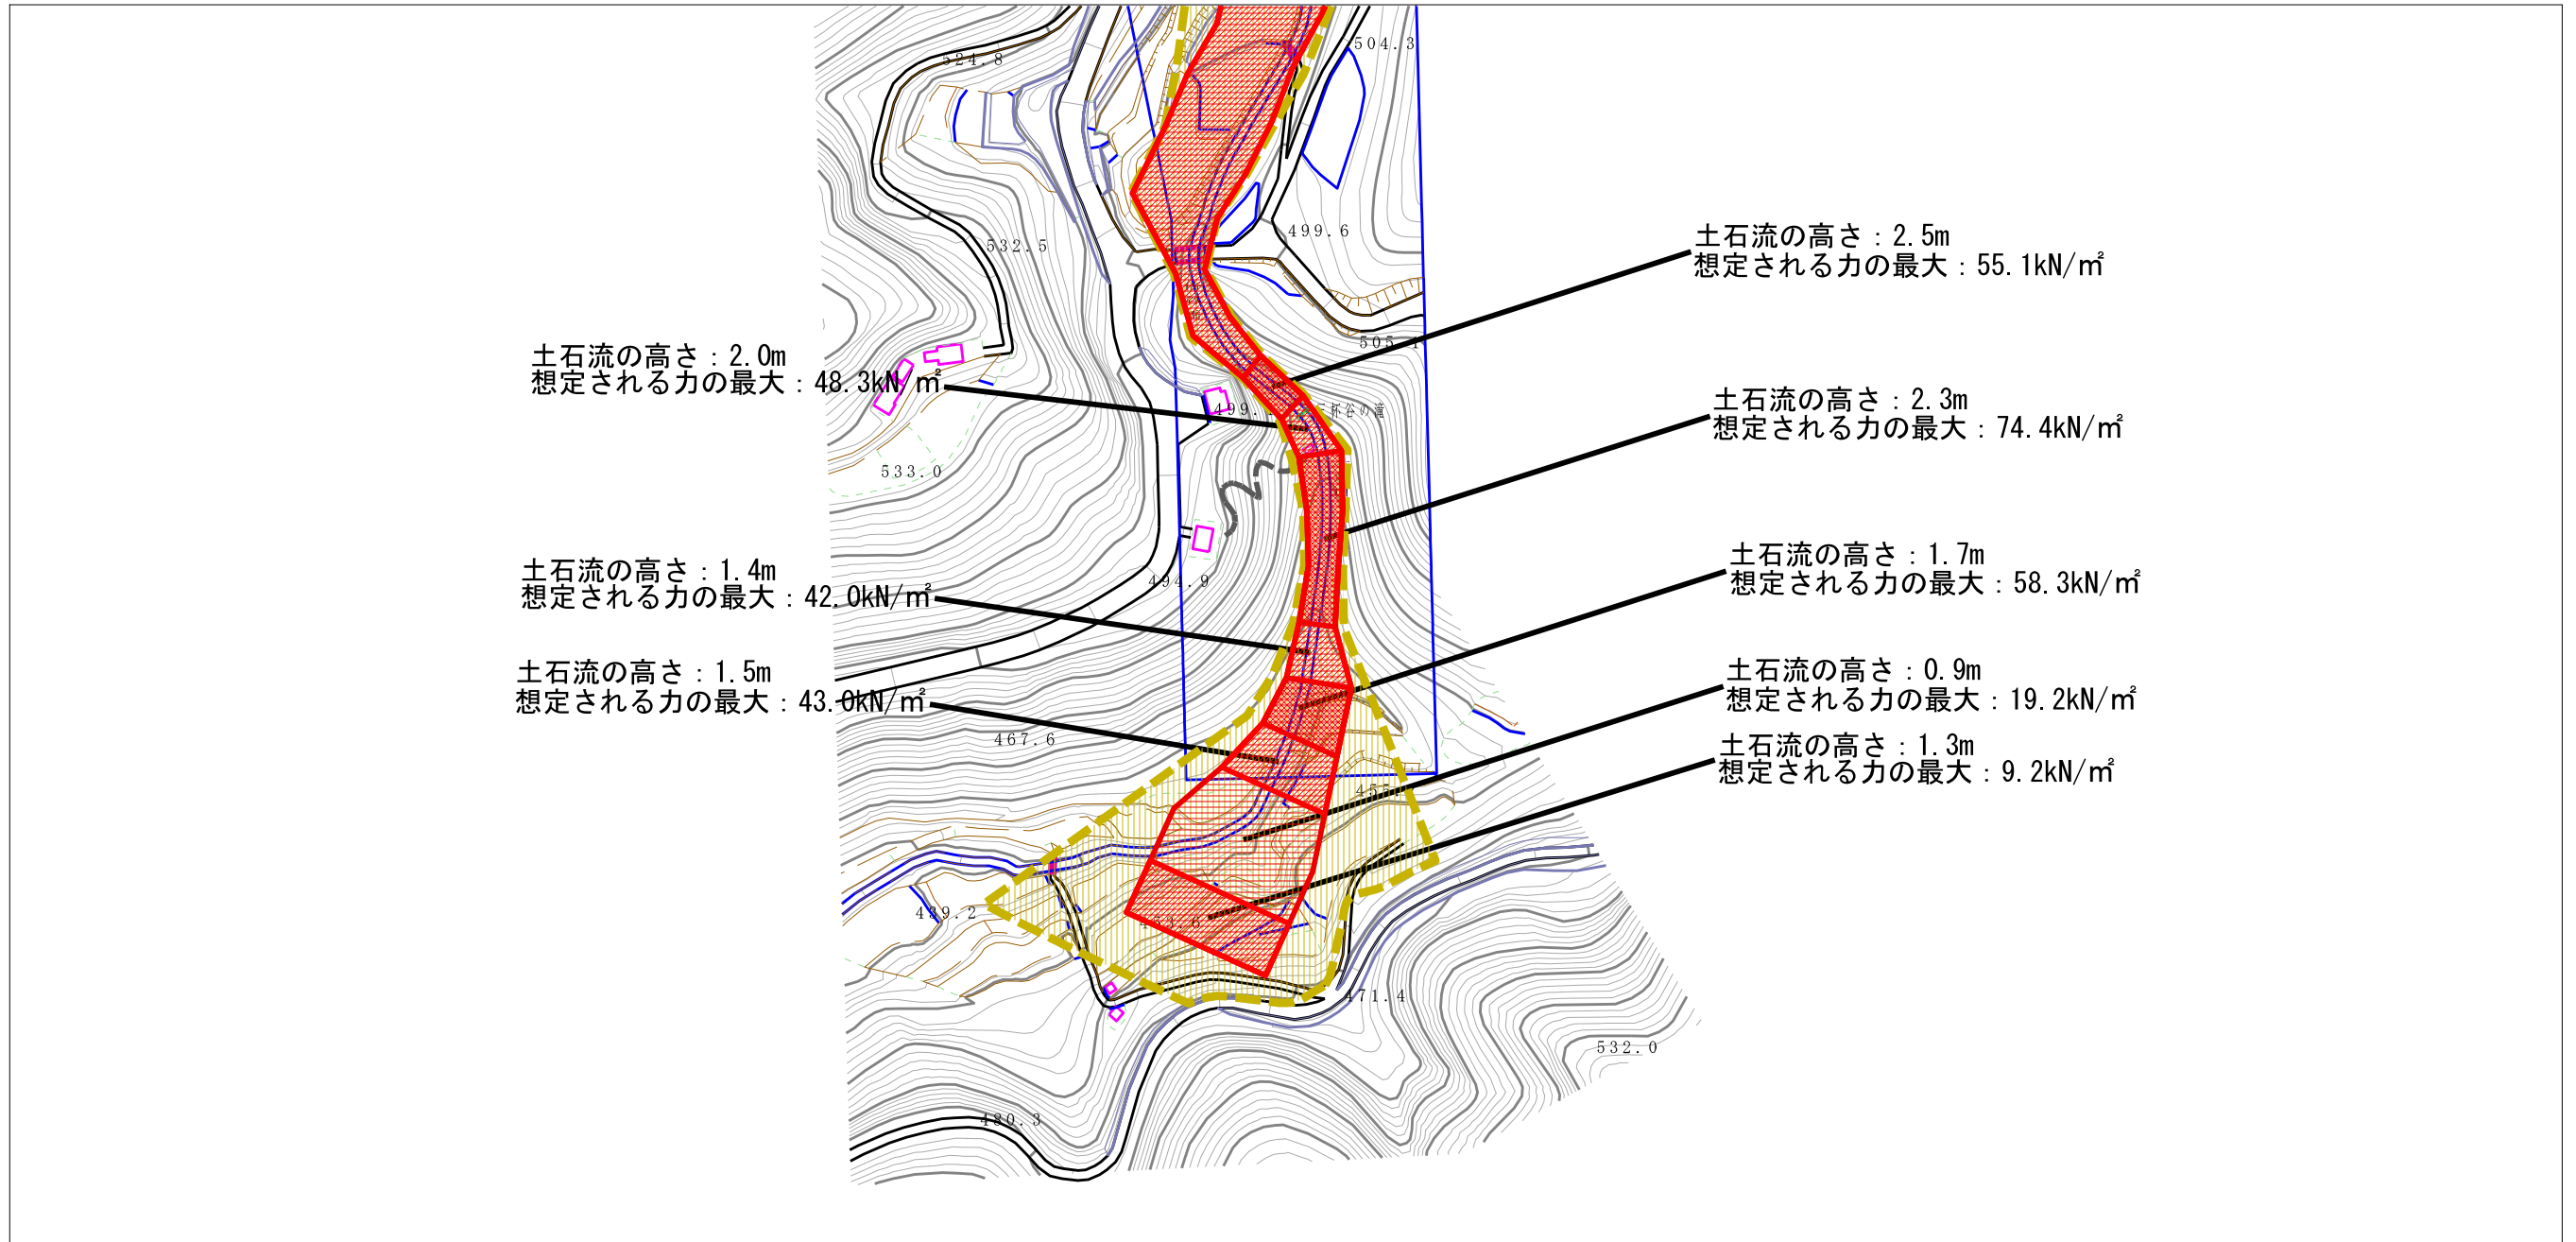 504.3
524.8
499.6
532.5
土石流の高さ：2.5m
想定される力の最大：55.1kN/㎡
土石流の高さ：2.0m
想定される力の最大：48.3kN/㎡
土石流の高さ：2.3m
想定される力の最大：74.4kN/㎡
533.0
土石流の高さ：1.4m
想定される力の最大：42.0kN/㎡
494.9
土石流の高さ：1.7m
想定される力の最大：58.3kN/㎡
土石流の高さ：1.5m
想定される力の最大：43.0kN/㎡
土石流の高さ：0.9m
想定される力の最大：19.2kN/㎡
467.6
土石流の高さ：1.3m
想定される力の最大：9.2kN/㎡
439.2
453.6
471.4
532.0
480.3